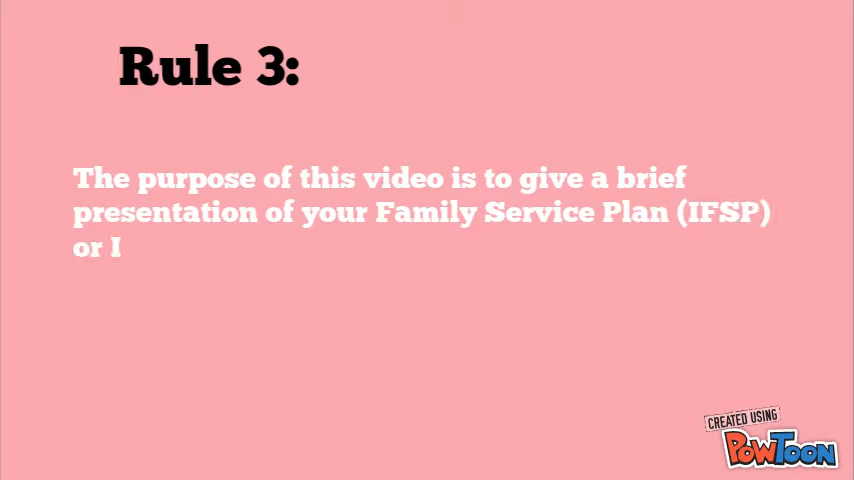 Rule 3:
The purpose of this video is to give a brief
presentation of your Family Service Plan (IFSP)
or I
CREATED USING
POWTOON